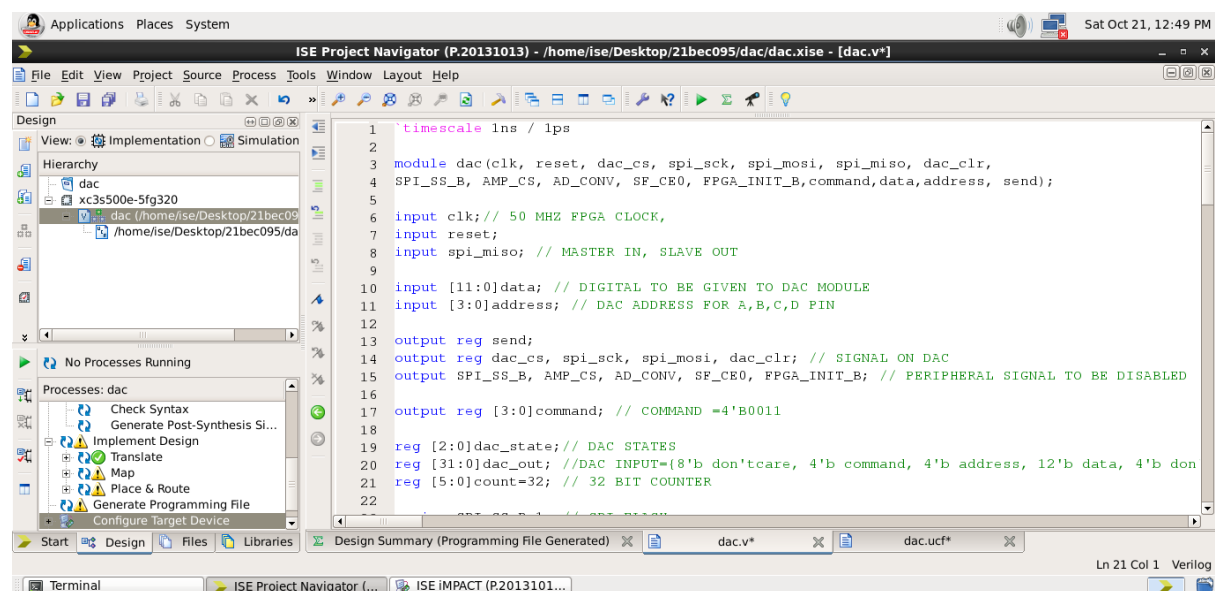 Applications Places System Sat Oct 21, 12:49 PM
ISE Project Navigator (P.20131013) - /home/ise/Desktop/21bec095/dac/dac.xise - [dac.v*]
File Edit View Project Source Process Tools Window Layout Help
Design
View: Implementation Simulation
Hierarchy
dac
xc3s500e-5fg320
dac (/home/ise/Desktop/21bec09
/home/ise/Desktop/21bec095/da
No Processes Running
Processes: dac
Check Syntax
Generate Post-Synthesis Si...
Implement Design
Translate
Map
Place & Route
Generate Programming File
Configure Target Device
Start Design Files Libraries
1 `timescale 1ns / 1ps
2
3 module dac(clk, reset, dac_cs, spi_sck, spi_mosi, spi_miso, dac_clr,
4 SPI_SS_B, AMP_CS, AD_CONV, SF_CE0, FPGA_INIT_B,command,data,address, send);
5
6 input clk;// 50 MHZ FPGA CLOCK,
7 input reset;
8 input spi_miso; // MASTER IN, SLAVE OUT
9
10 input [11:0]data; // DIGITAL TO BE GIVEN TO DAC MODULE
11 input [3:0]address; // DAC ADDRESS FOR A,B,C,D PIN
12
13 output reg send;
14 output reg dac_cs, spi_sck, spi_mosi, dac_clr; // SIGNAL ON DAC
15 output SPI_SS_B, AMP_CS, AD_CONV, SF_CE0, FPGA_INIT_B; // PERIPHERAL SIGNAL TO BE DISABLED
16
17 output reg [3:0]command; // COMMAND =4'B0011
18
19 reg [2:0]dac_state;// DAC STATES
20 reg [31:0]dac_out; //DAC INPUT={8'b don'tcare, 4'b command, 4'b address, 12'b data, 4'b don
21 reg [5:0]count=32; // 32 BIT COUNTER
22
Design Summary (Programming File Generated) dac.v* dac.ucf*
Ln 21 Col 1 Verilog
Terminal ISE Project Navigator (... ISE iMPACT (P.2013101...